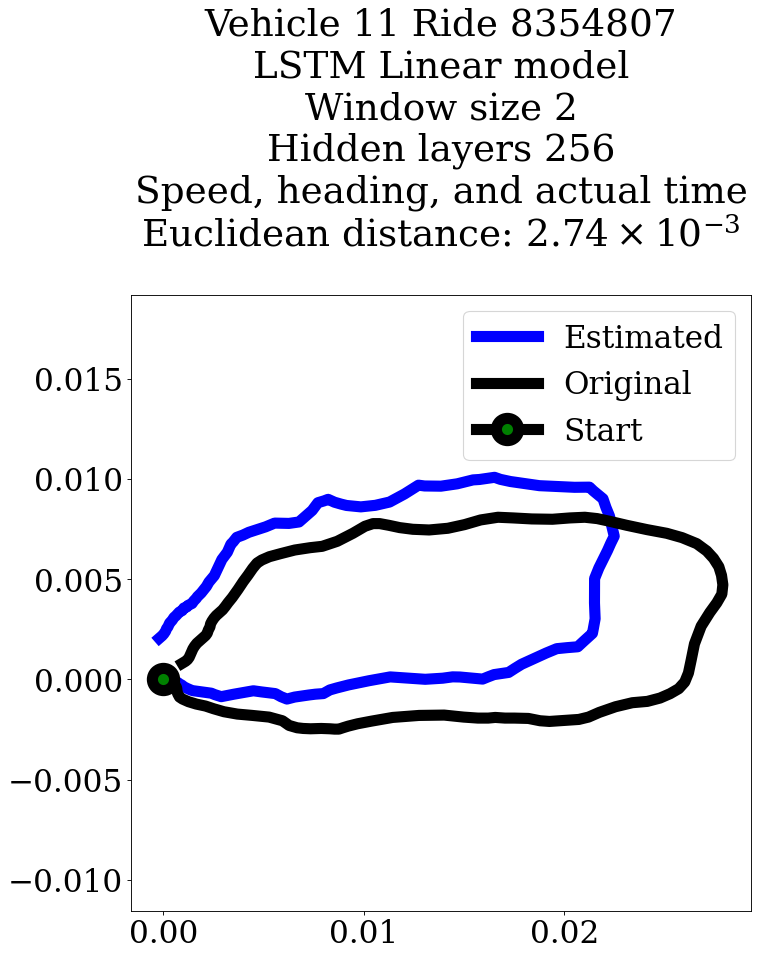 Vehicle 11 Ride 8354807
LSTM Linear model
Window size 2
Hidden layers 256
Speed, heading, and actual time
Euclidean distance: 2.74 × 10⁻³
Estimated
Original
Start
0.015
0.010
0.005
0.000
−0.005
−0.010
0.00 0.01 0.02